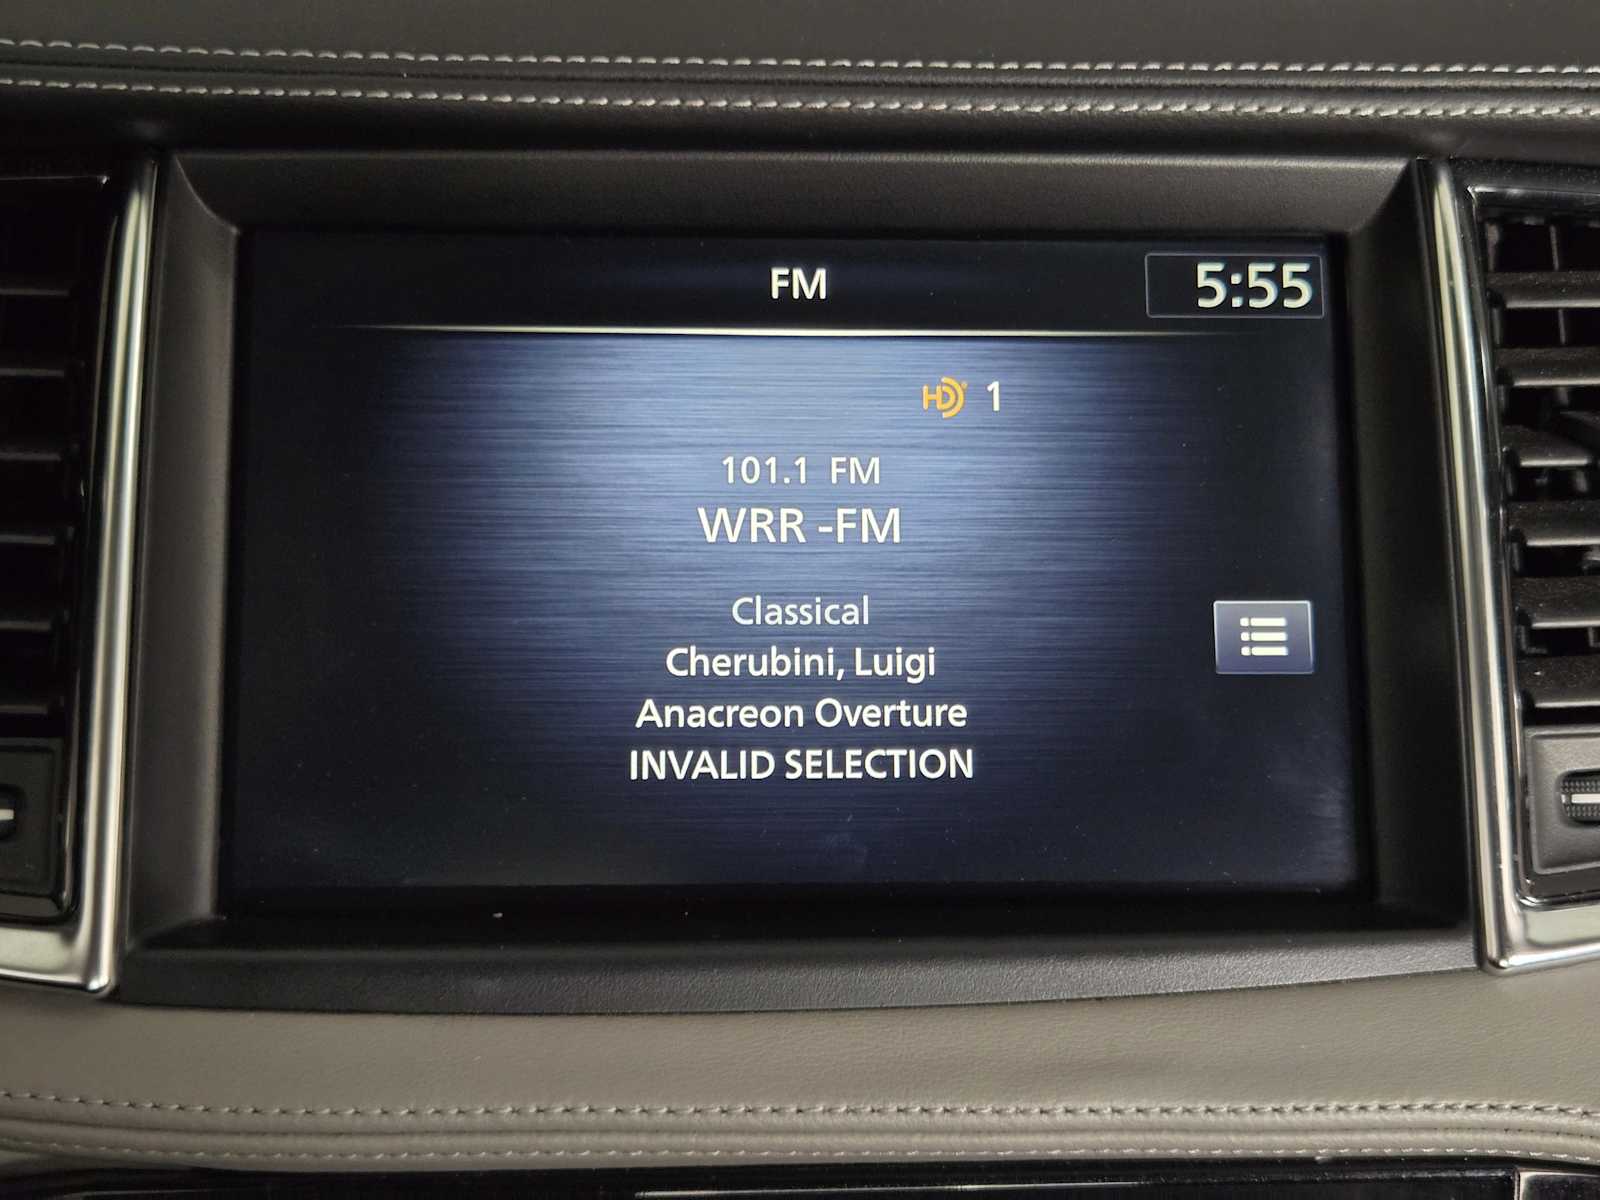 FM
5:55
HD 1
101.1 FM
WRR -FM
Classical
Cherubini, Luigi
Anacreon Overture
INVALID SELECTION